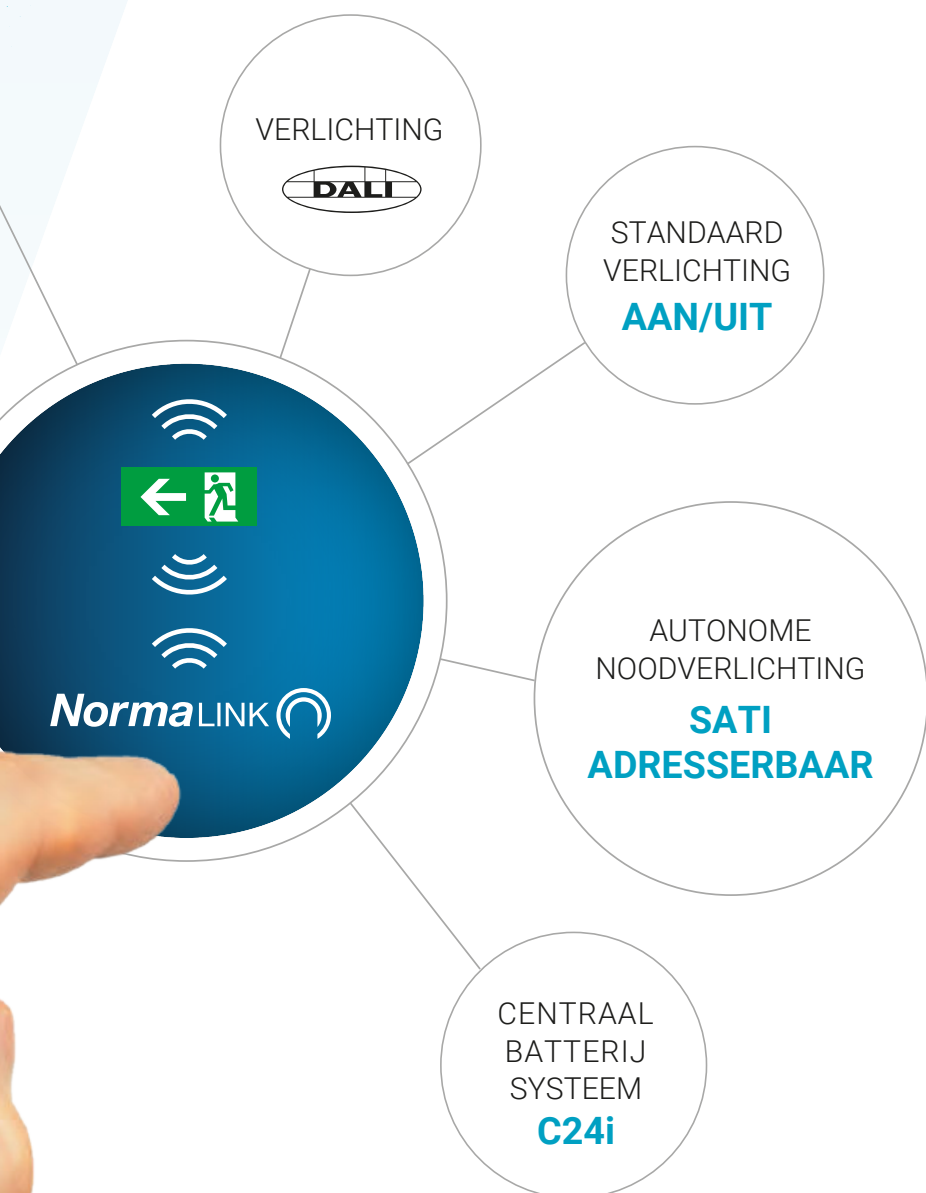 VERLICHTING
DALI
STANDAARD
VERLICHTING
AAN/UIT
NormaLINK
AUTONOME
NOODVERLICHTING
SATI
ADRESSERBAAR
CENTRAAL
BATTERIJ
SYSTEEM
C24i